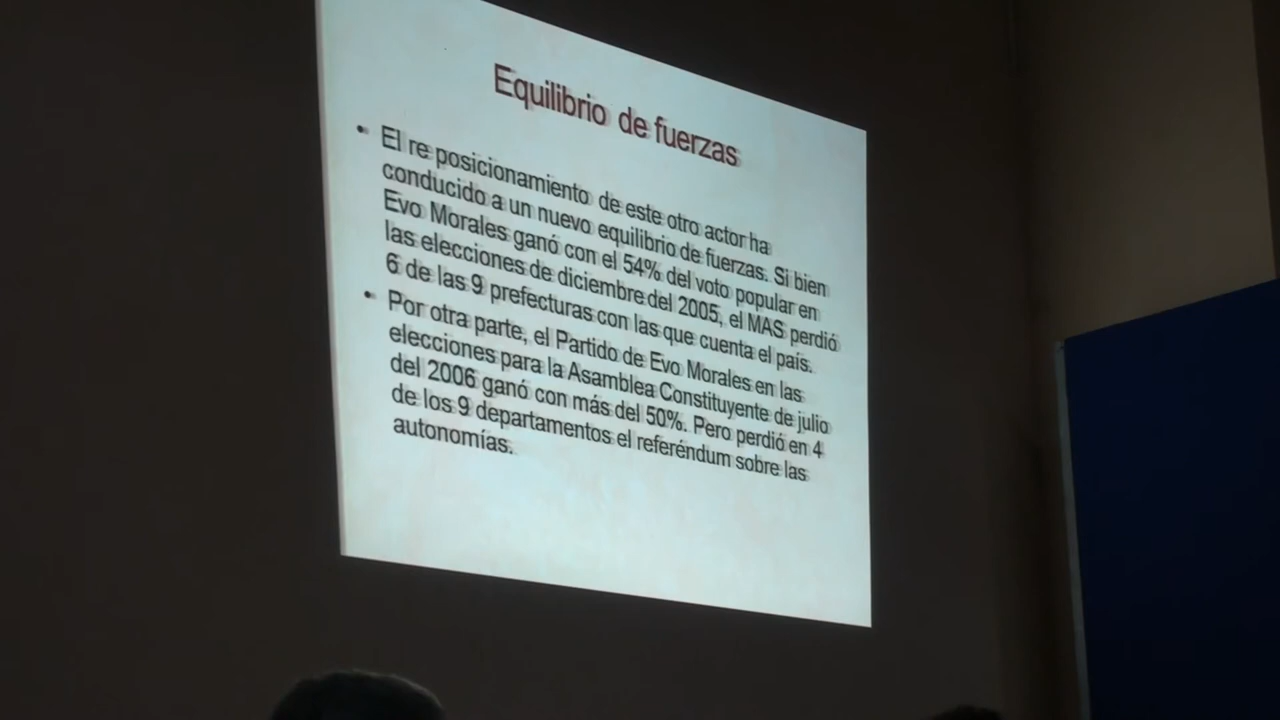 Equilibrio de fuerzas
• El re posicionamiento de este otro actor ha
conducido a un nuevo equilibrio de fuerzas. Si bien
Evo Morales ganó con el 54% del voto popular en
las elecciones de diciembre del 2005, el MAS perdió
6 de las 9 prefecturas con las que cuenta el país.
• Por otra parte, el Partido de Evo Morales en las
elecciones para la Asamblea Constituyente de julio
del 2006 ganó con más del 50%. Pero perdió en 4
de los 9 departamentos el referéndum sobre las
autonomías.